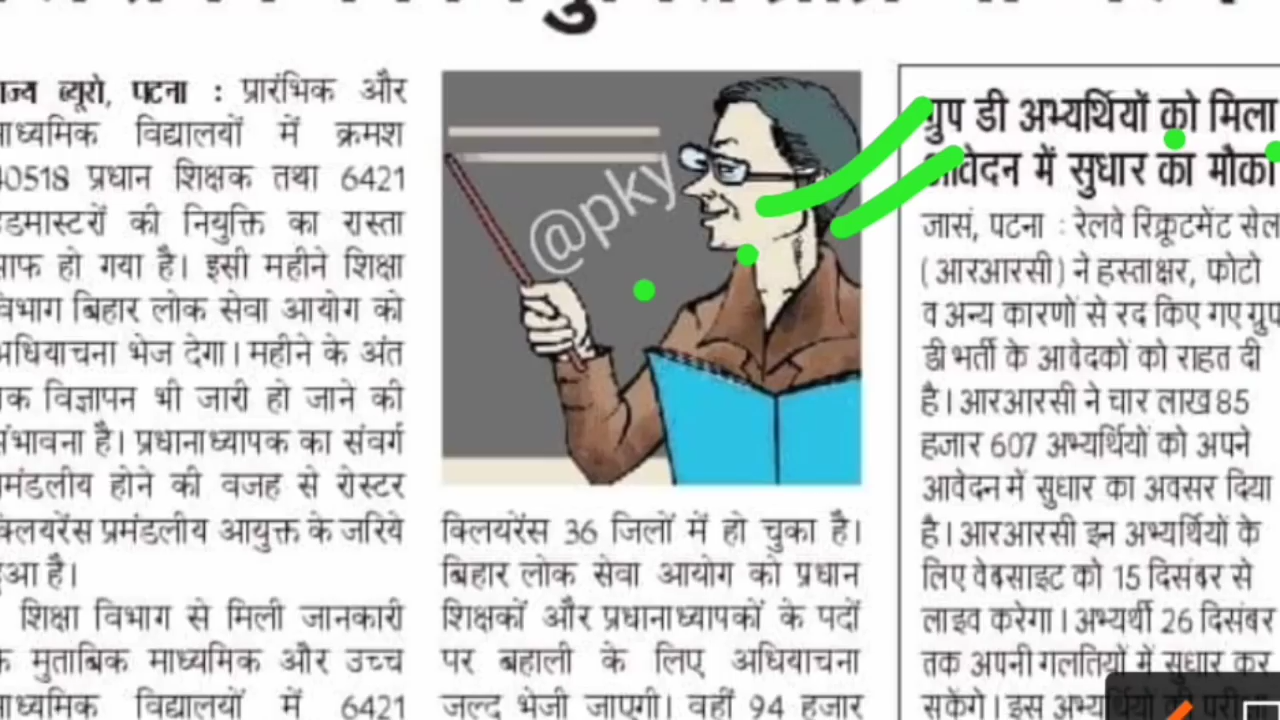 राज्य ब्यूरो, पटना : प्रारंभिक और
माध्यमिक विद्यालयों में क्रमश
40518 प्रधान शिक्षक तथा 6421
हेडमास्टरों की नियुक्ति का रास्ता
साफ हो गया है। इसी महीने शिक्षा
विभाग बिहार लोक सेवा आयोग को
अधियाचना भेज देगा। महीने के अंत
तक विज्ञापन भी जारी हो जाने की
संभावना है। प्रधानाध्यापक का संवर्ग
प्रमंडलीय होने की वजह से रोस्टर
क्लियरेंस प्रमंडलीय आयुक्त के जरिये
हुआ है।
शिक्षा विभाग से मिली जानकारी
के मुताबिक माध्यमिक और उच्च
माध्यमिक विद्यालयों में 6421
@pky
क्लियरेंस 36 जिलों में हो चुका है।
बिहार लोक सेवा आयोग को प्रधान
शिक्षकों और प्रधानाध्यापकों के पदों
पर बहाली के लिए अधियाचना
जल्द भेजी जाएगी। वहीं 94 हजार
ग्रुप डी अभ्यर्थियों को मिला
आवेदन में सुधार का मौका
जासं, पटना : रेलवे रिक्रूटमेंट सेल
(आरआरसी) ने हस्ताक्षर, फोटो
व अन्य कारणों से रद किए गए ग्रुप
डी भर्ती के आवेदकों को राहत दी
है। आरआरसी ने चार लाख 85
हजार 607 अभ्यर्थियों को अपने
आवेदन में सुधार का अवसर दिया
है। आरआरसी इन अभ्यर्थियों के
लिए वेबसाइट को 15 दिसंबर से
लाइव करेगा। अभ्यर्थी 26 दिसंबर
तक अपनी गलतियों में सुधार कर
सकेंगे। इस